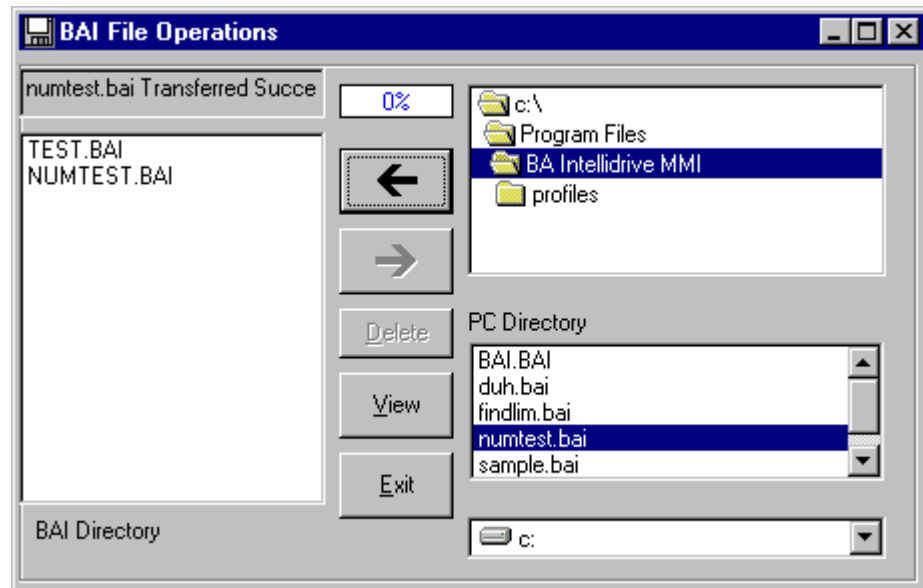 BAI File Operations
numtest.bai Transferred Succe
TEST.BAI
NUMTEST.BAI
BAI Directory
0%
Delete
View
Exit
c:\
Program Files
BA Intellidrive MMI
profiles
PC Directory
BAI.BAI
duh.bai
findlim.bai
numtest.bai
sample.bai
c: